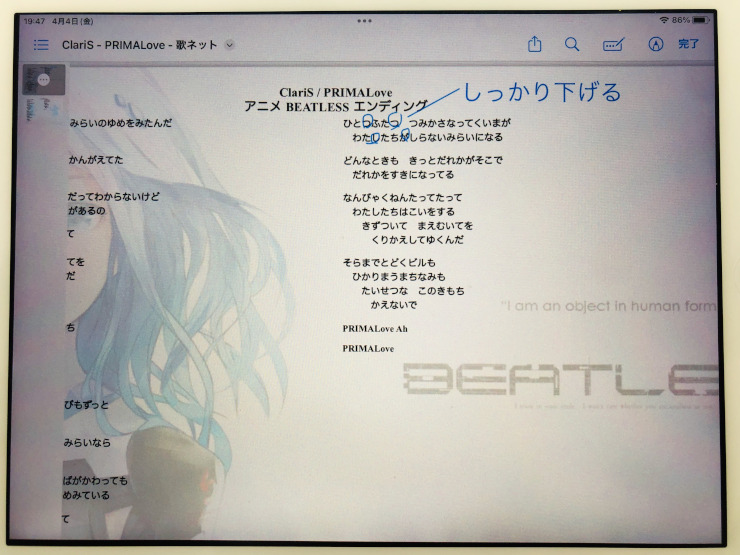 19:47 4月4日(金)
86%
ClariS - PRIMALove - 歌ネット
完了
ClariS / PRIMALove
アニメ BEATLESS エンディング
しっかり下げる
みらいのゆめをみたんだ
かんがえてた
だってわからないけど
があるの
て
てを
だ
ち
びもずっと
みらいなら
ばがかわっても
めみている
て
ひとつふたつ つみかさなってくいまが
わたしたちがしらないみらいになる
どんなときも きっとだれかがそこで
だれかをすきになってる
なんびゃくねんたってたって
わたしたちはこいをする
きずついて まえむいてを
くりかえしてゆくんだ
そらまでとどくビルも
ひかりまうまちなみも
たいせつな このきもち
かえないで
PRIMALove Ah
PRIMALove
"I am an object in human form
BEATLE